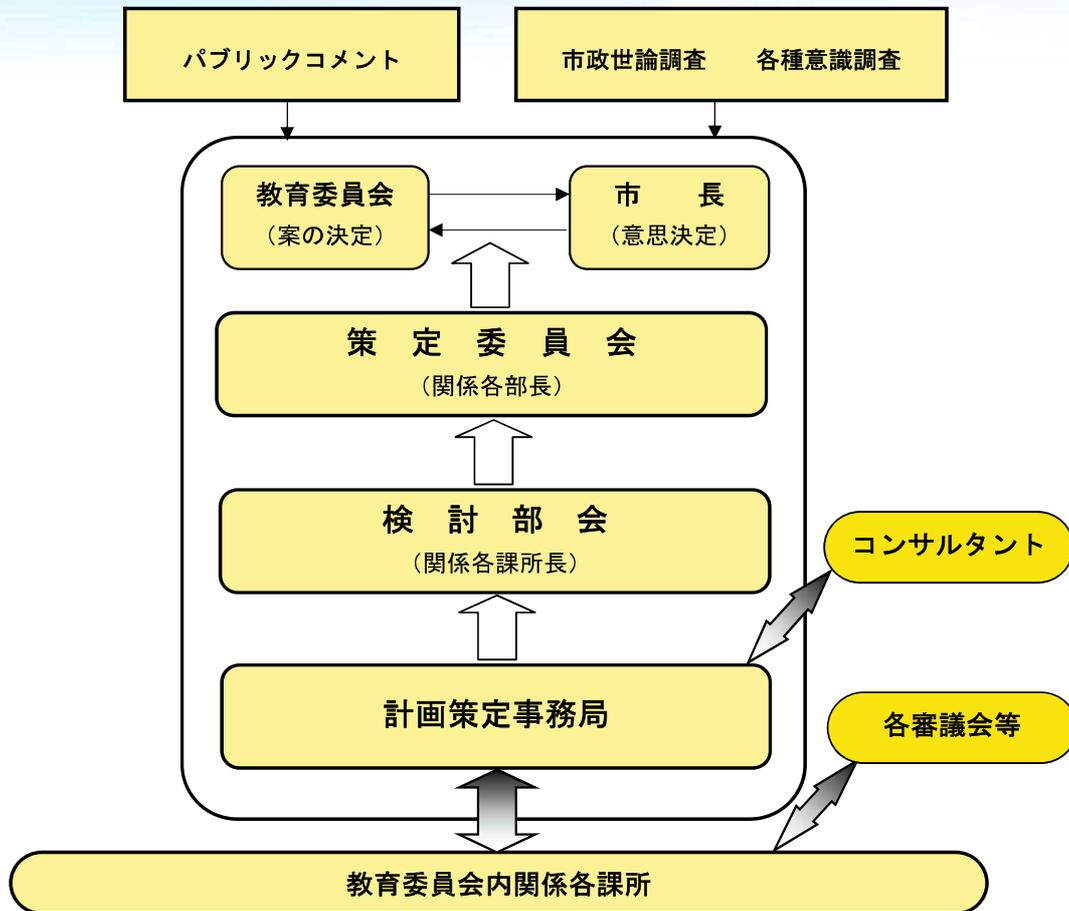 パブリックコメント
市政世論調査　　各種意識調査
教育委員会
（案の決定）
市　　長
（意思決定）
策　定　委　員　会
（関係各部長）
検　討　部　会
（関係各課所長）
コンサルタント
計画策定事務局
各審議会等
教育委員会内関係各課所